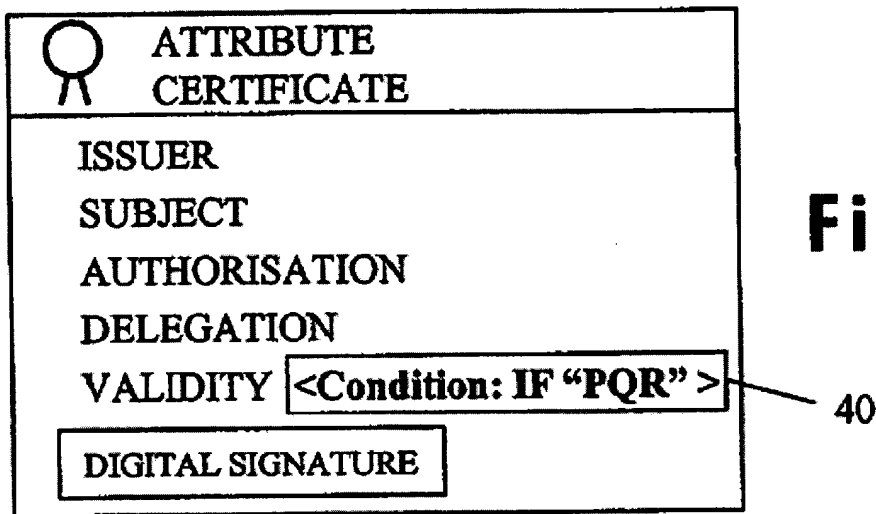 ATTRIBUTE
CERTIFICATE
ISSUER
SUBJECT
AUTHORISATION
DELEGATION
VALIDITY <Condition: IF “PQR” >
40
DIGITAL SIGNATURE
Fi